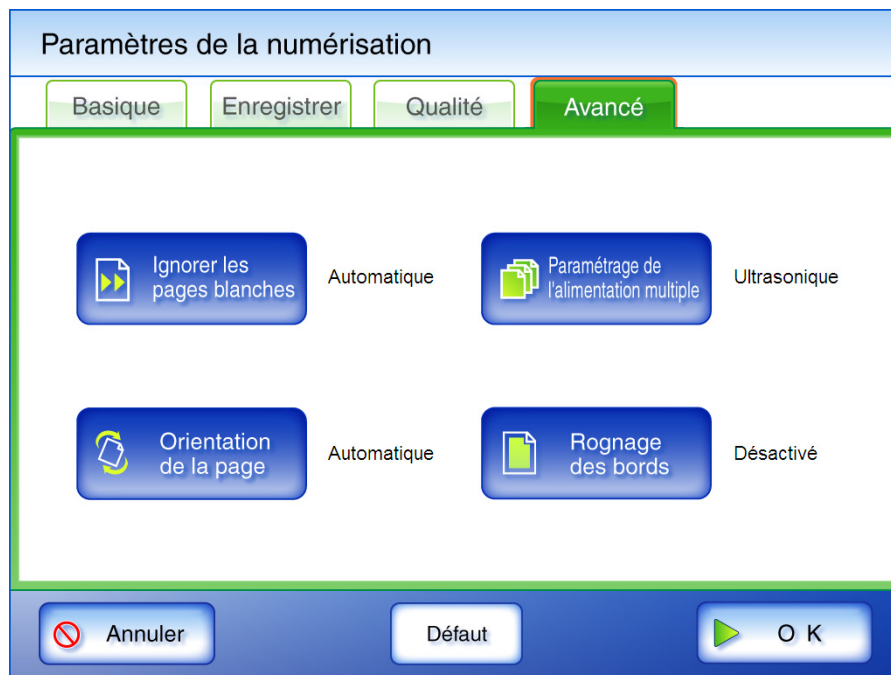 Paramètres de la numérisation
Basique Enregistrer Qualité Avancé
Ignorer les
pages blanches
Automatique
Paramétrage de
l'alimentation multiple
Ultrasonique
Orientation
de la page
Automatique
Rognage
des bords
Désactivé
Annuler Défaut O K